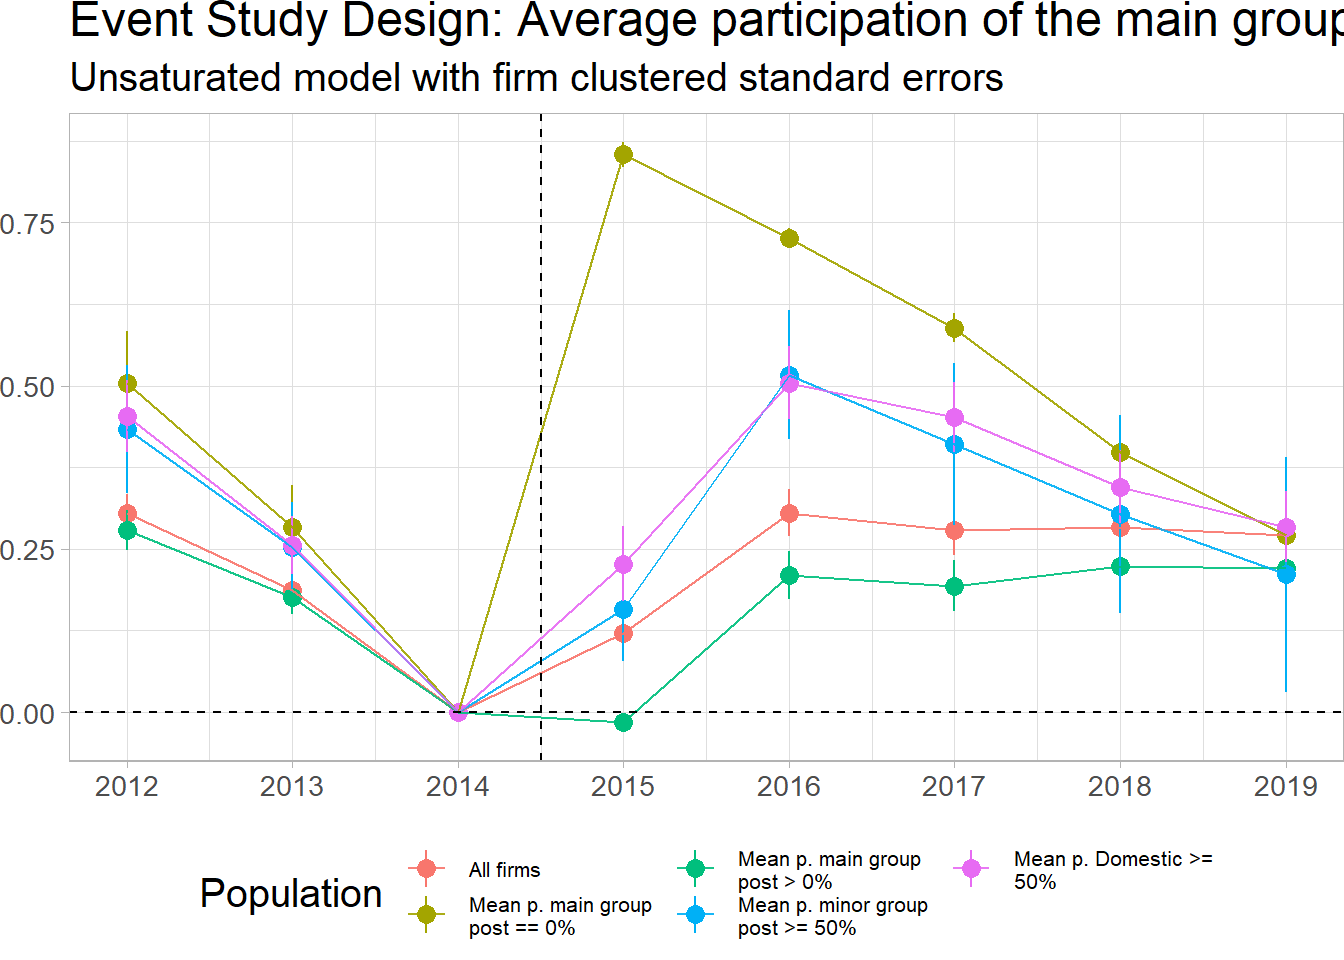 Event Study Design: Average participation of the main group
Unsaturated model with firm clustered standard errors
0.75
0.50
0.25
0.00
2012 2013 2014 2015 2016 2017 2018 2019
Population
All firms
Mean p. main group
post == 0%
Mean p. main group
post > 0%
Mean p. minor group
post >= 50%
Mean p. Domestic >=
50%